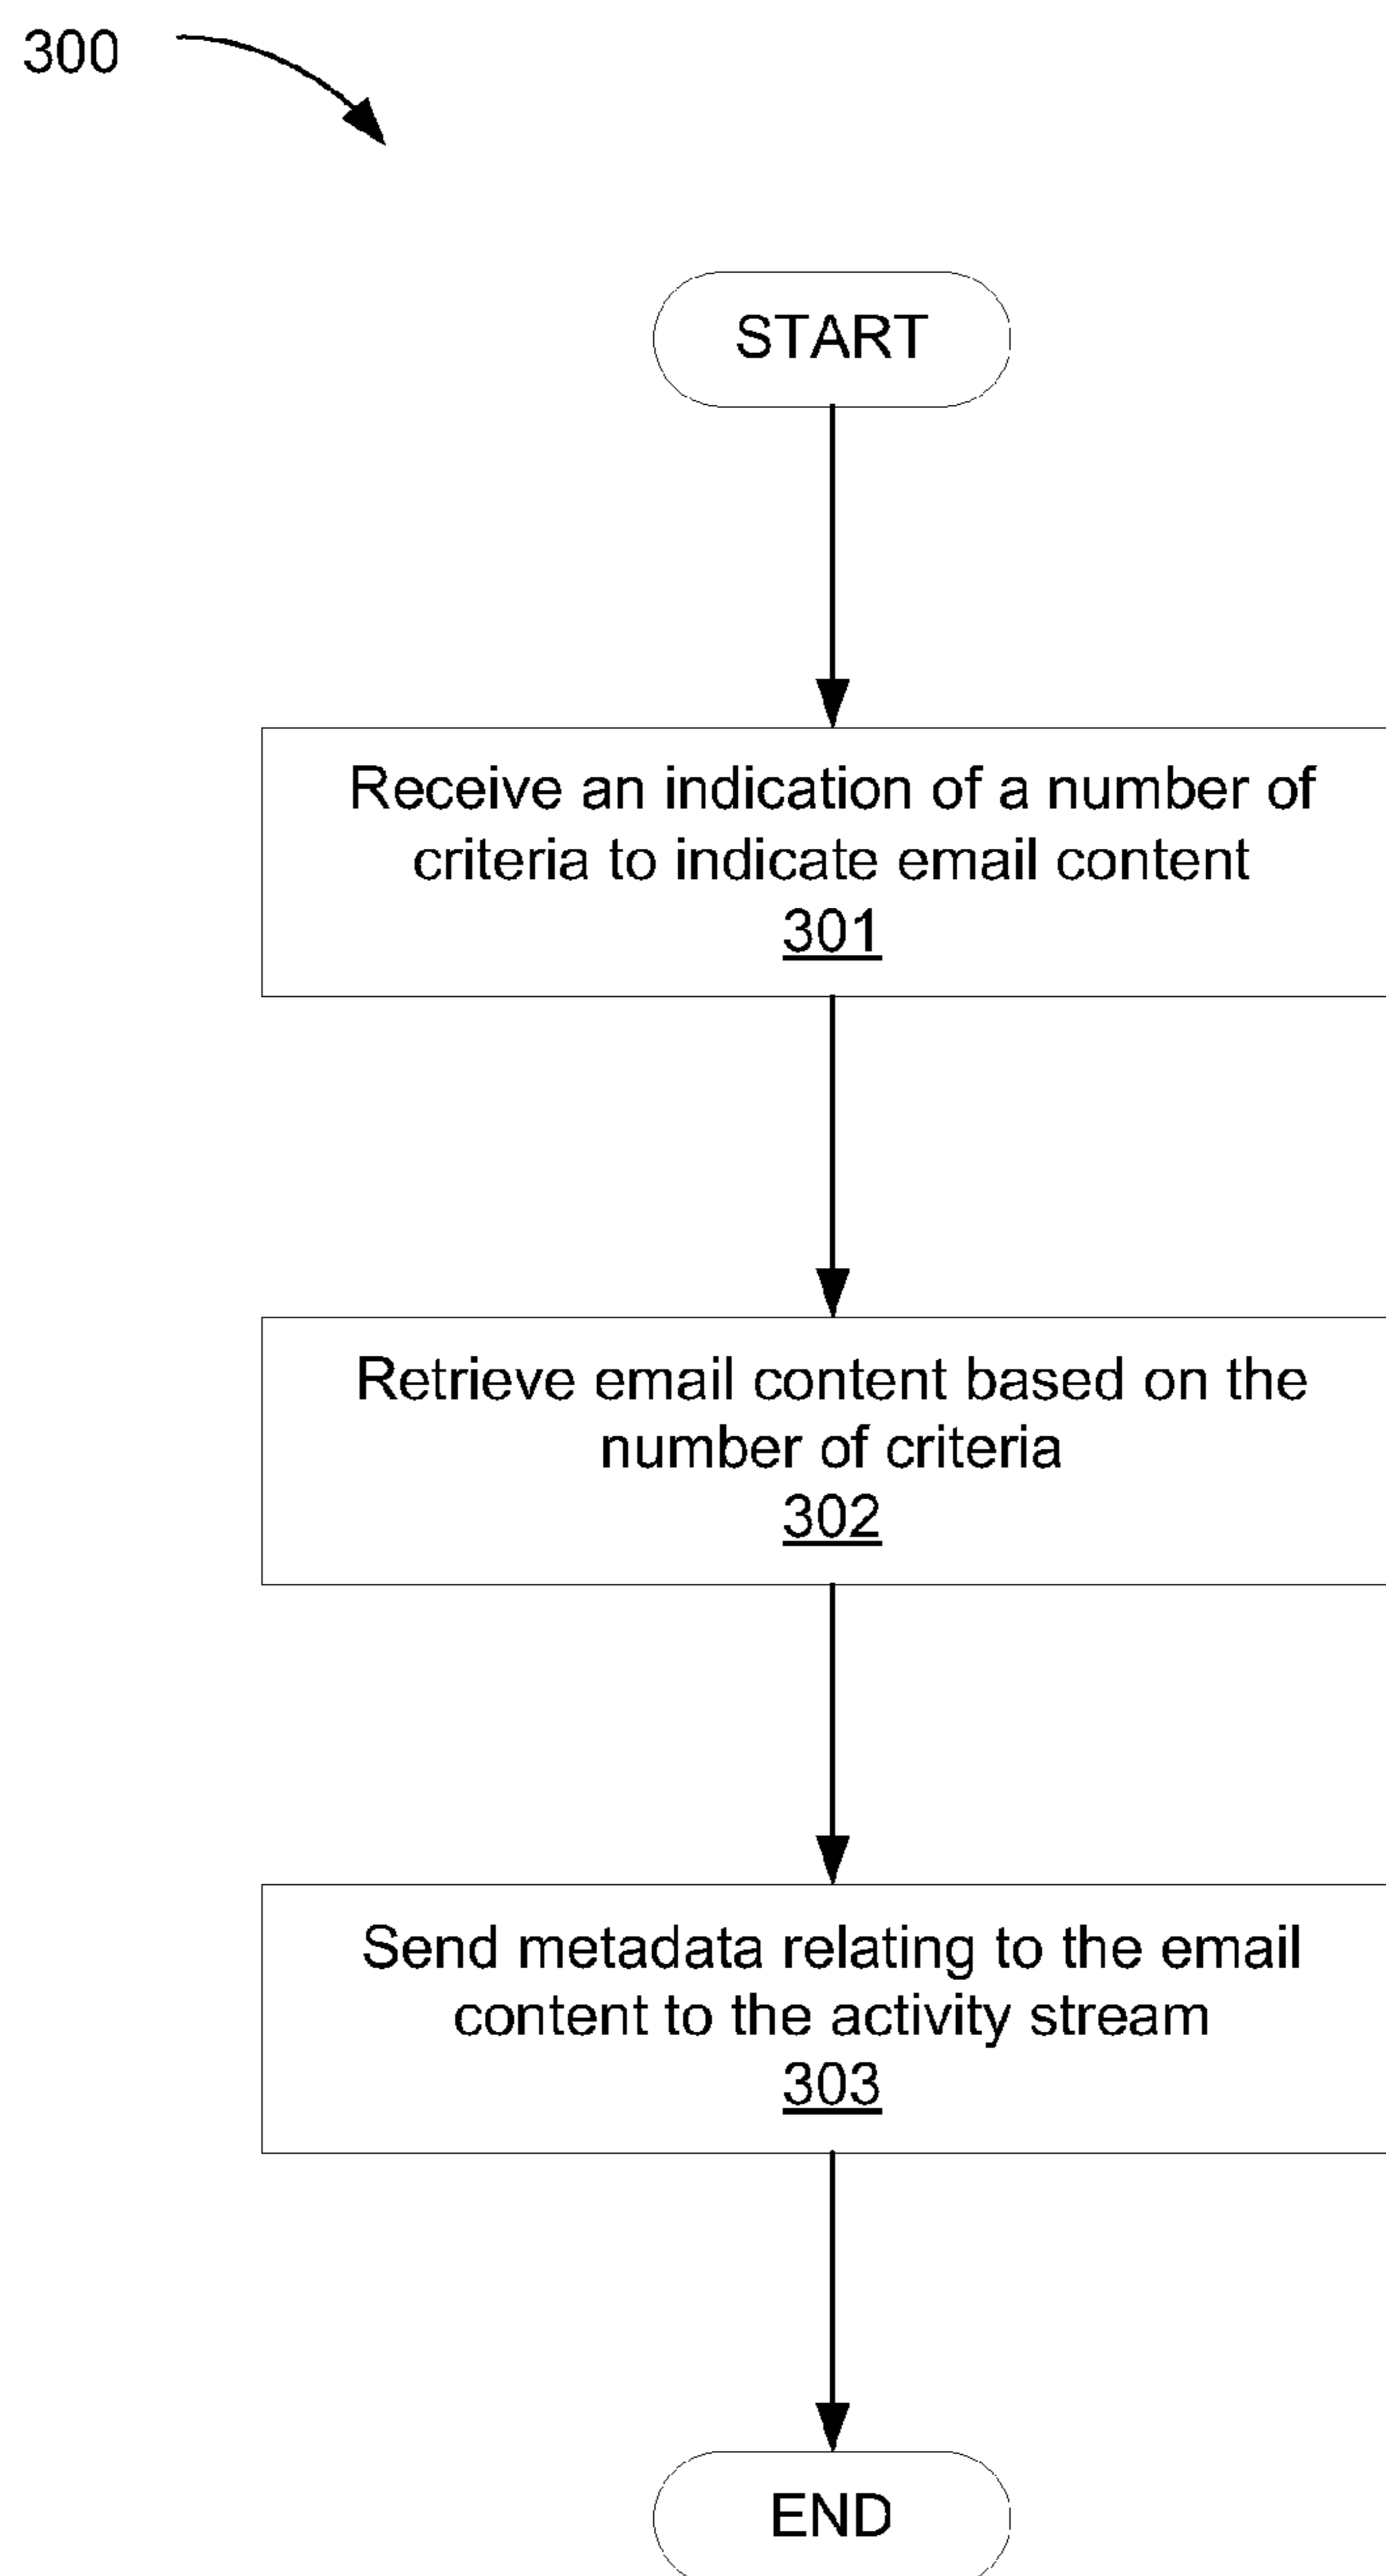 300
START
Receive an indication of a number of
criteria to indicate email content
301
Retrieve email content based on the
number of criteria
302
Send metadata relating to the email
content to the activity stream
303
END